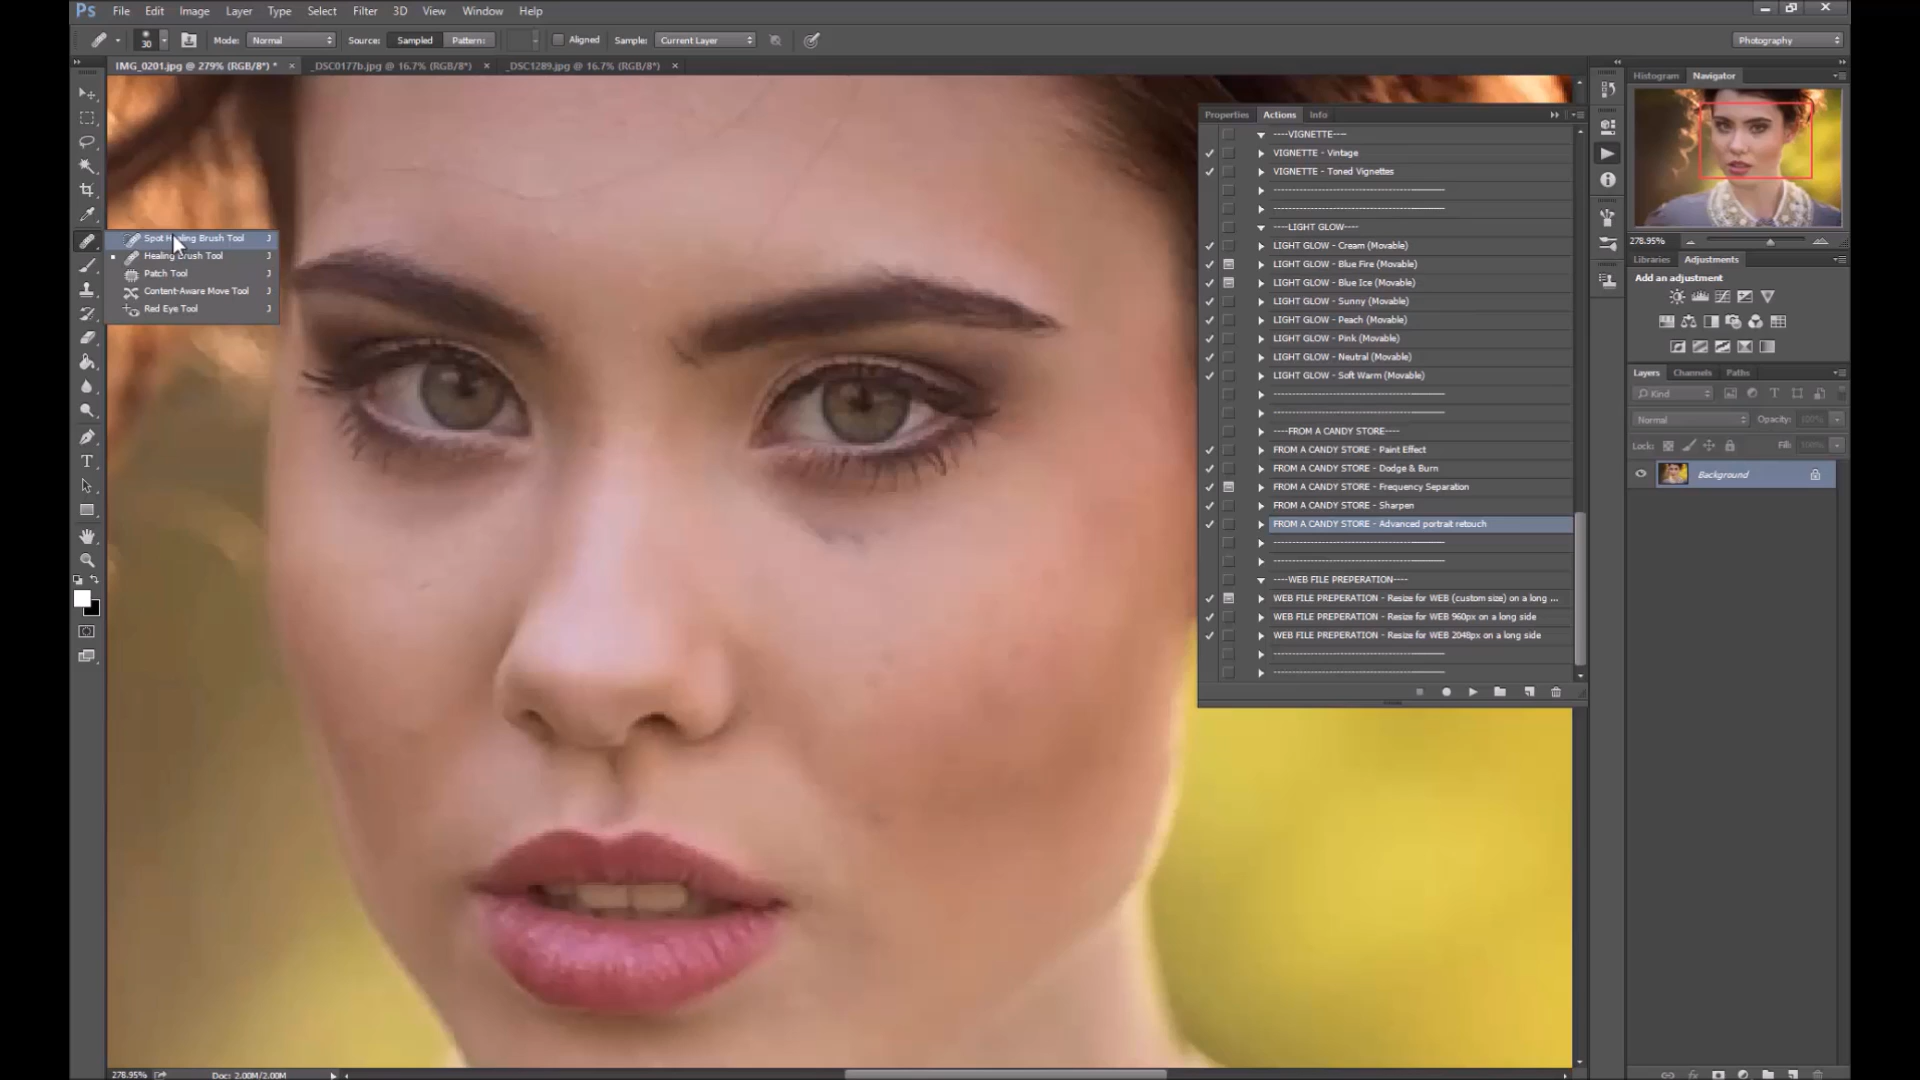 Ps File Edit Image Layer Type Select Filter 3D View Window Help
30 Mode: Normal Source: Sampled Pattern: Aligned Sample: Current Layer Photography
IMG_0201.jpg @ 279% (RGB/8*) * × _DSC0177b.jpg @ 16.7% (RGB/8*) × _DSC1289.jpg @ 16.7% (RGB/8*) ×
Spot Healing Brush Tool J
Healing Brush Tool J
Patch Tool J
Content-Aware Move Tool J
Red Eye Tool J
Properties Actions Info
----VIGNETTE----
VIGNETTE - Vintage
VIGNETTE - Toned Vignettes
----LIGHT GLOW----
LIGHT GLOW - Cream (Movable)
LIGHT GLOW - Blue Fire (Movable)
LIGHT GLOW - Blue Ice (Movable)
LIGHT GLOW - Sunny (Movable)
LIGHT GLOW - Peach (Movable)
LIGHT GLOW - Pink (Movable)
LIGHT GLOW - Neutral (Movable)
LIGHT GLOW - Soft Warm (Movable)
----FROM A CANDY STORE----
FROM A CANDY STORE - Paint Effect
FROM A CANDY STORE - Dodge & Burn
FROM A CANDY STORE - Frequency Separation
FROM A CANDY STORE - Sharpen
FROM A CANDY STORE - Advanced portrait retouch
----WEB FILE PREPERATION----
WEB FILE PREPERATION - Resize for WEB (custom size) on a long ...
WEB FILE PREPERATION - Resize for WEB 960px on a long side
WEB FILE PREPERATION - Resize for WEB 2048px on a long side
Histogram Navigator
278.95%
Libraries Adjustments
Add an adjustment
Layers Channels Paths
Kind
Normal Opacity: 100%
Lock: Fill: 100%
Background
278.95% Doc: 2.00M/2.00M